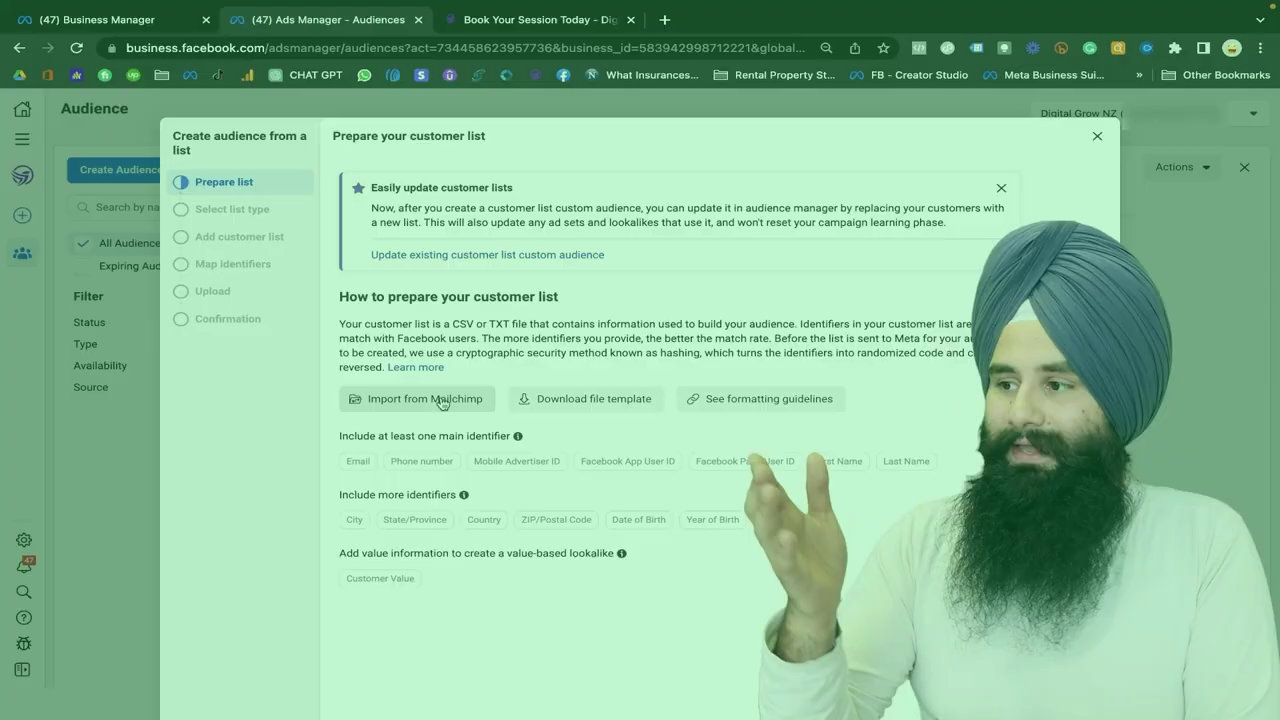 (47) Business Manager
(47) Ads Manager - Audiences
Book Your Session Today - Dig
business.facebook.com/adsmanager/audiences?act=734458623957736&business_id=583942998712221&global...
CHAT GPT
What Insurances...
Rental Property St...
FB - Creator Studio
Meta Business Sui...
»
Other Bookmarks
Audience
Digital Grow NZ (
Create Audience
Search by na
All Audience
Expiring Aud
Filter
Status
Type
Availability
Source
47
Actions
Create audience from a
list
Prepare list
Select list type
Add customer list
Map identifiers
Upload
Confirmation
Prepare your customer list
Easily update customer lists
Now, after you create a customer list custom audience, you can update it in audience manager by replacing your customers with
a new list. This will also update any ad sets and lookalikes that use it, and won't reset your campaign learning phase.
Update existing customer list custom audience
How to prepare your customer list
Your customer list is a CSV or TXT file that contains information used to build your audience. Identifiers in your customer list are
match with Facebook users. The more identifiers you provide, the better the match rate. Before the list is sent to Meta for your
to be created, we use a cryptographic security method known as hashing, which turns the identifiers into randomized code and
reversed. Learn more
Import from Mailchimp
Download file template
See formatting guidelines
Include at least one main identifier
Email
Phone number
Mobile Advertiser ID
Facebook App User ID
Facebook Page User ID
First Name
Last Name
Include more identifiers
City
State/Province
Country
ZIP/Postal Code
Date of Birth
Year of Birth
Add value information to create a value-based lookalike
Customer Value